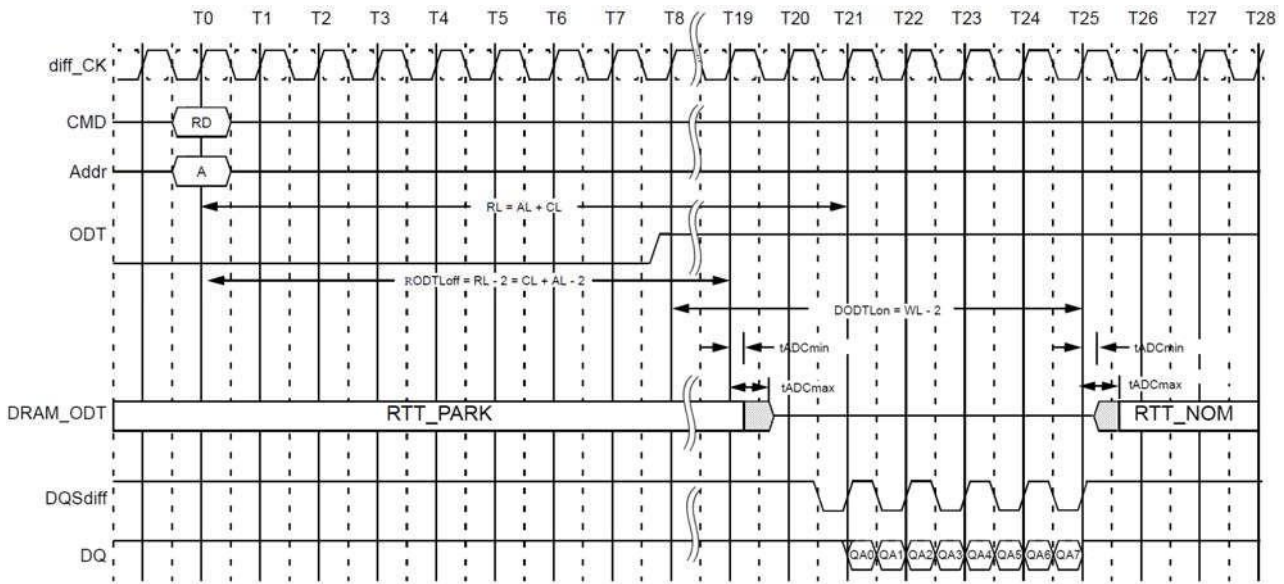 T0 T1 T2 T3 T4 T5 T6 T7 T8 T19 T20 T21 T22 T23 T24 T25 T26 T27 T28
diff_CK
CMD RD
Addr A
RL = AL + CL
ODT
RODTLoff = RL - 2 = CL + AL - 2
DODTLon = WL - 2
tADCmin tADCmin
tADCmax tADCmax
DRAM_ODT RTT_PARK RTT_NOM
DQSdiff
DQ QA0 QA1 QA2 QA3 QA4 QA5 QA6 QA7